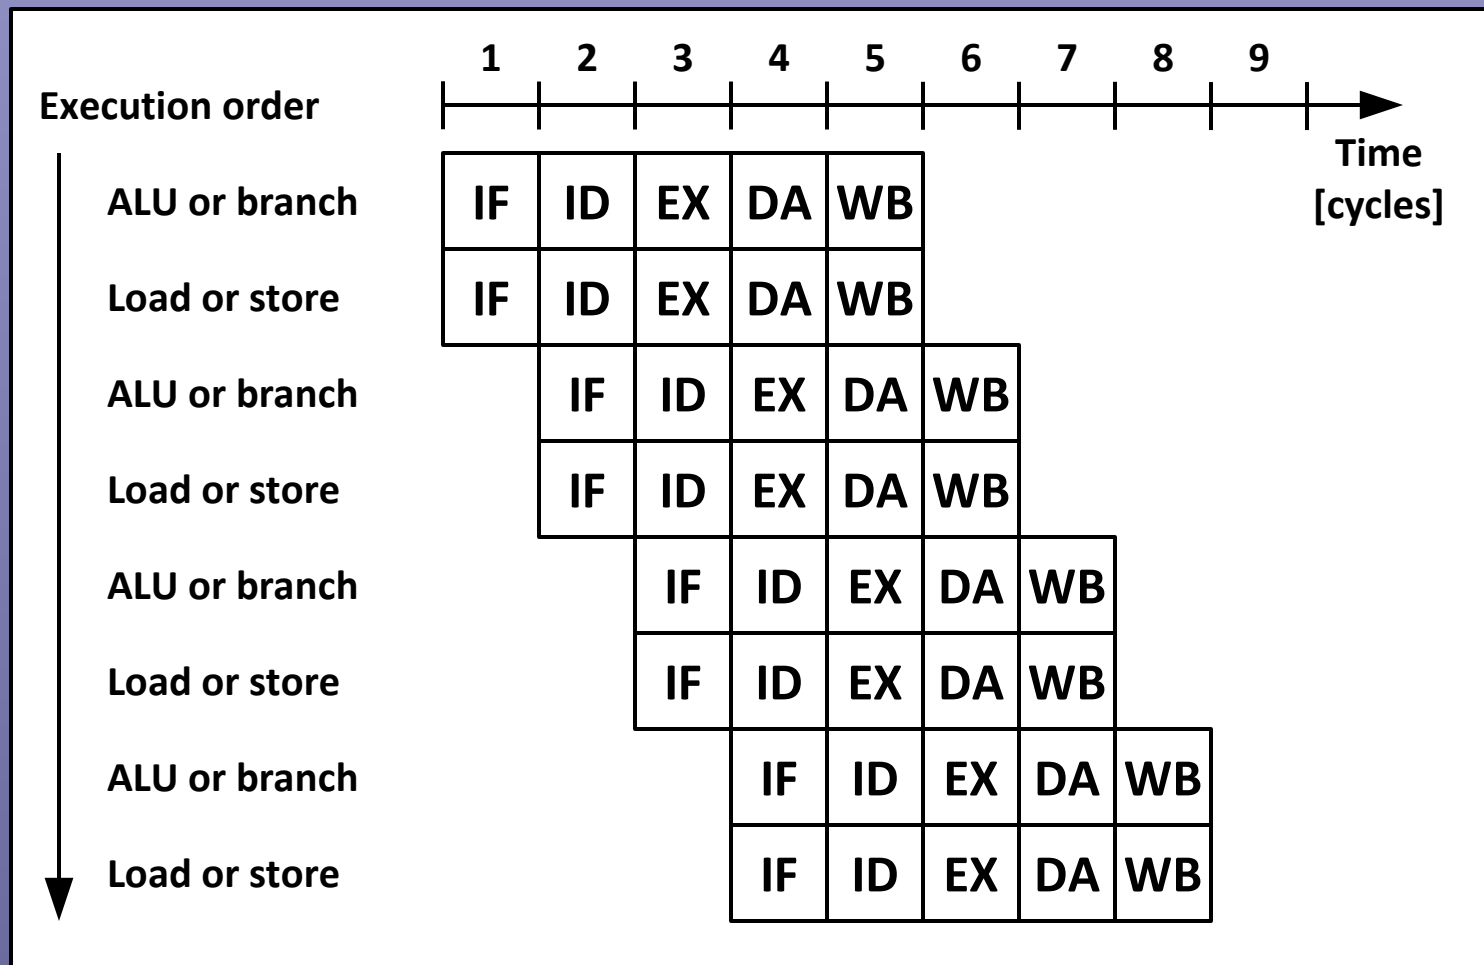 1 2 3 4 5 6 7 8 9
Execution order
Time
[cycles]
ALU or branch IF ID EX DA WB
Load or store IF ID EX DA WB
ALU or branch IF ID EX DA WB
Load or store IF ID EX DA WB
ALU or branch IF ID EX DA WB
Load or store IF ID EX DA WB
ALU or branch IF ID EX DA WB
Load or store IF ID EX DA WB